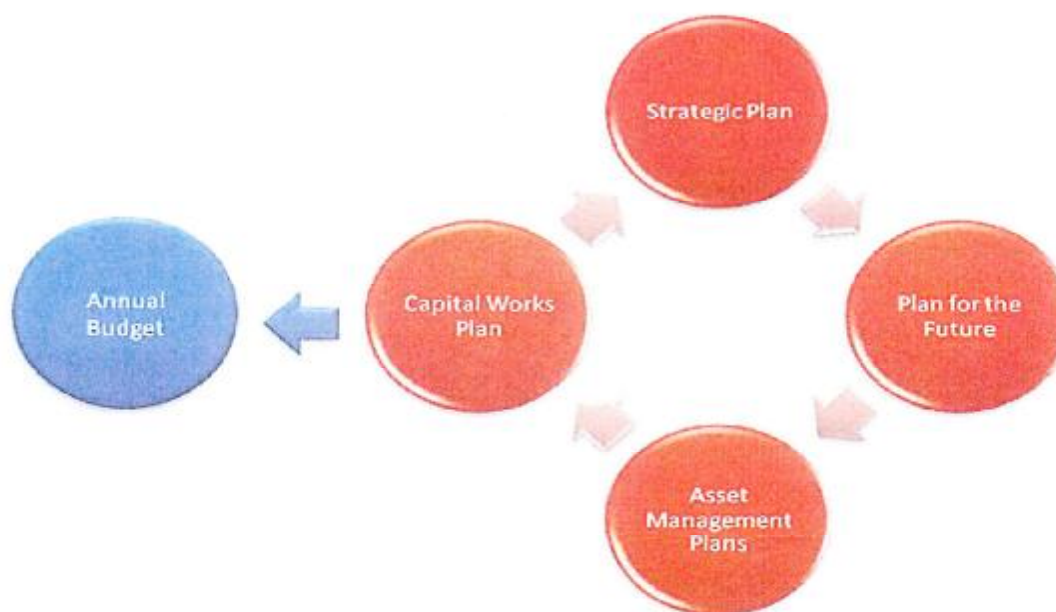 Strategic Plan
Annual
Budget
Capital Works
Plan
Plan for the
Future
Asset
Management
Plans